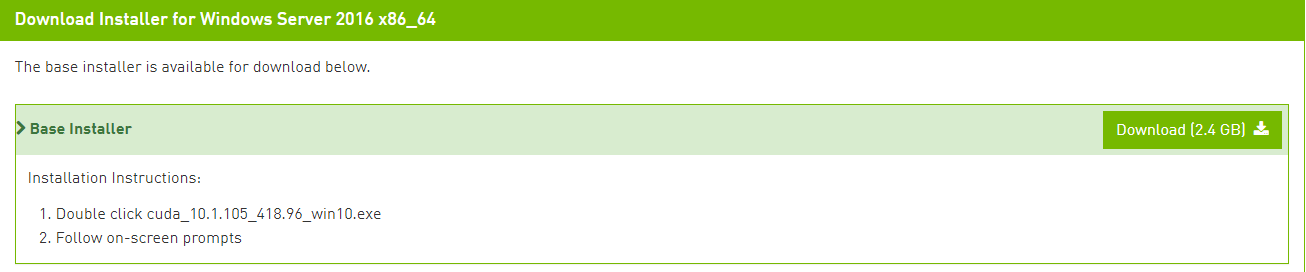 Download Installer for Windows Server 2016 x86_64
The base installer is available for download below.
Base Installer
Download (2.4 GB)
Installation Instructions:
1. Double click cuda_10.1.105_418.96_win10.exe
2. Follow on-screen prompts